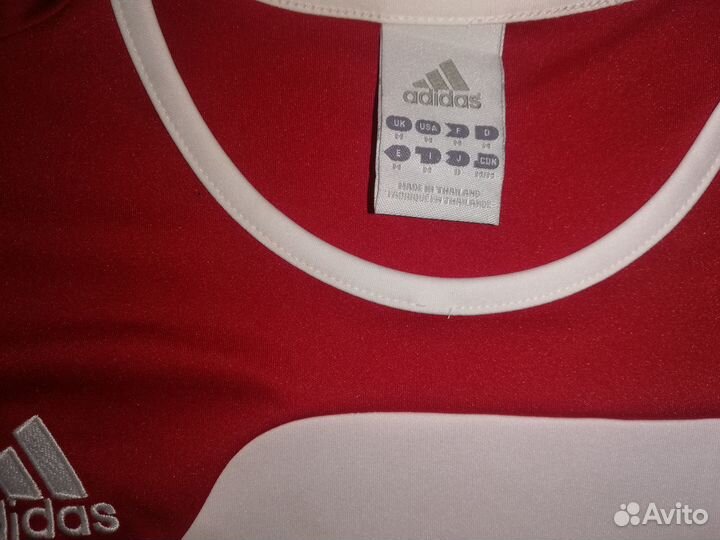 adidas
UK USA F D
M M M M
E I J CDN
M M M/M
MADE IN THAILAND
FABRIQUE EN THAILANDE
adidas
Avito